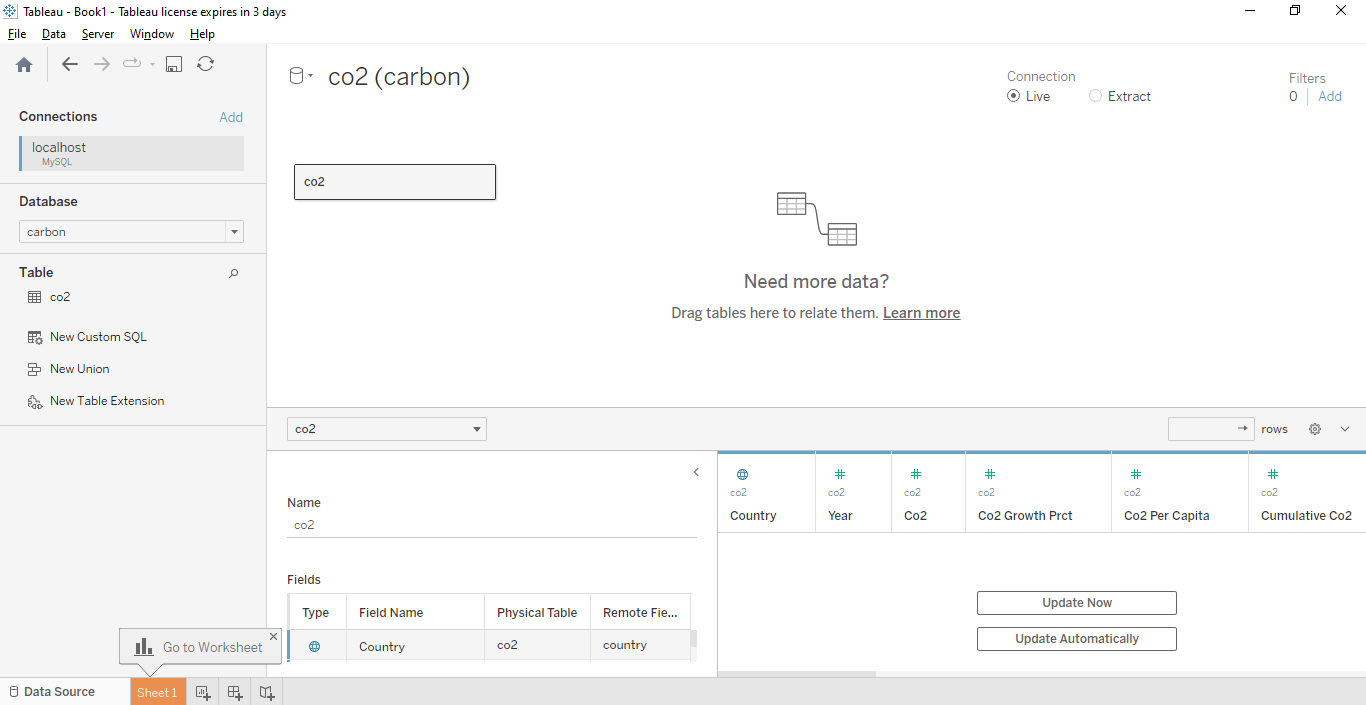 Tableau - Book1 - Tableau license expires in 3 days
File Data Server Window Help
Connections Add
localhost
MySQL
Database
carbon
Table
co2
New Custom SQL
New Union
New Table Extension
co2 (carbon)
Connection
Live Extract
Filters
0 Add
co2
Need more data?
Drag tables here to relate them. Learn more
co2
rows
Name
co2
Fields
Type Field Name Physical Table Remote Fie...
Country co2 country
co2 co2 co2 co2 co2 co2
Country Year Co2 Co2 Growth Prct Co2 Per Capita Cumulative Co2
Update Now
Update Automatically
Go to Worksheet
Data Source Sheet 1